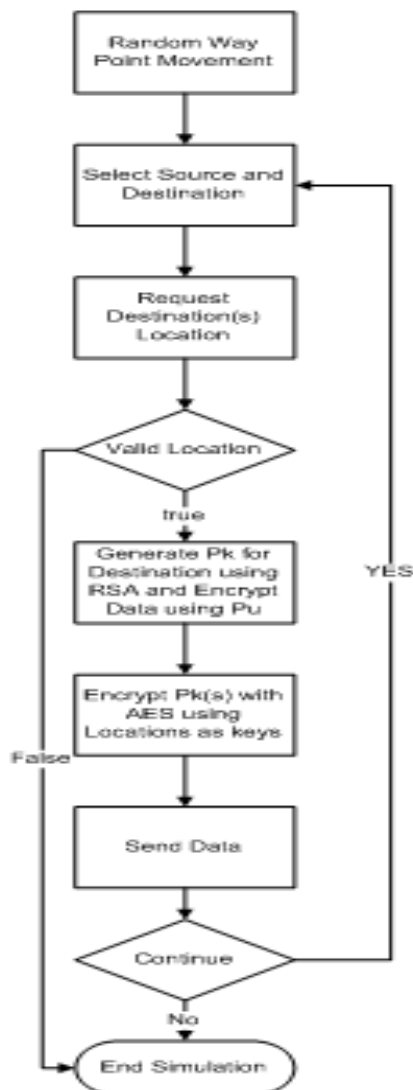 Random Way
Point Movement
Select Source and
Destination
Request
Destination(s)
Location
Valid Location
true
Generate Pk for
Destination using
RSA and Encrypt
Data using Pu
YES
Encrypt Pk(s) with
AES using
Locations as keys
False
Send Data
Continue
No
End Simulation